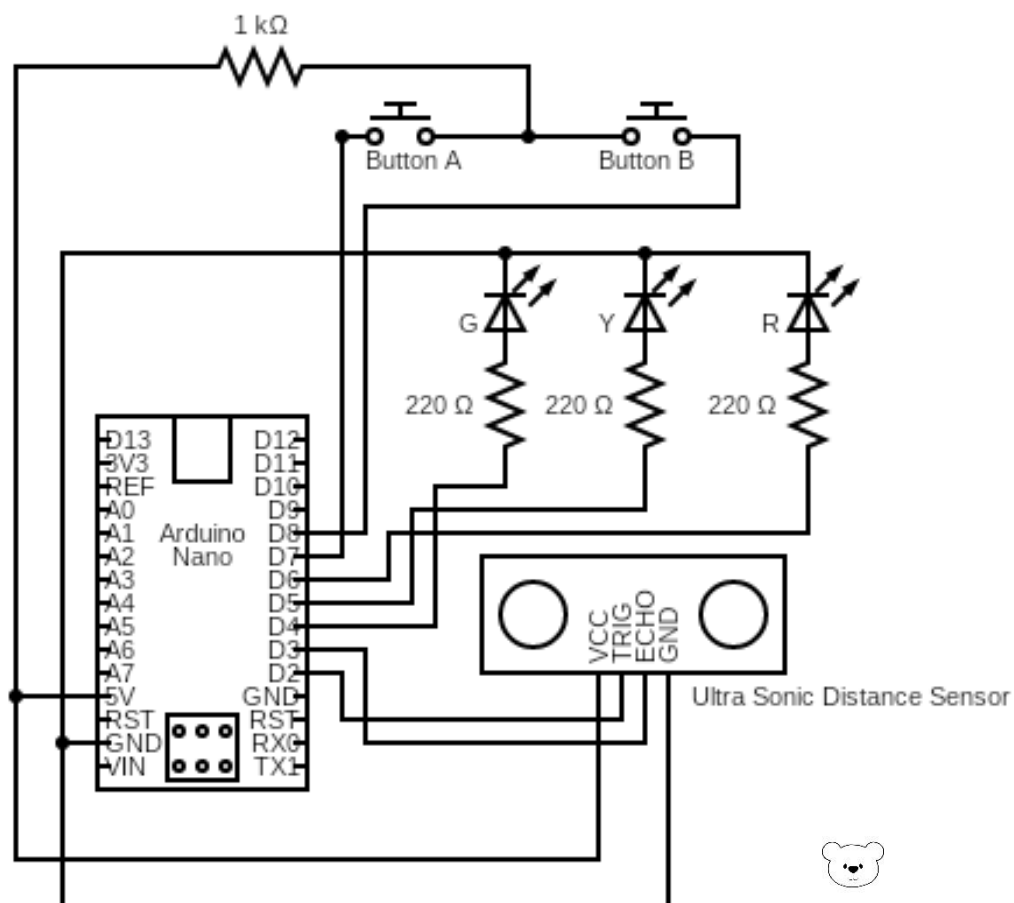 1 kΩ
Button A
Button B
G
Y
R
220 Ω
220 Ω
220 Ω
D13
3V3
REF
A0
A1
A2
A3
A4
A5
A6
A7
5V
RST
GND
VIN
Arduino
Nano
D12
D11
D10
D9
D8
D7
D6
D5
D4
D3
D2
GND
RST
RX0
TX1
VCC
TRIG
ECHO
GND
Ultra Sonic Distance Sensor